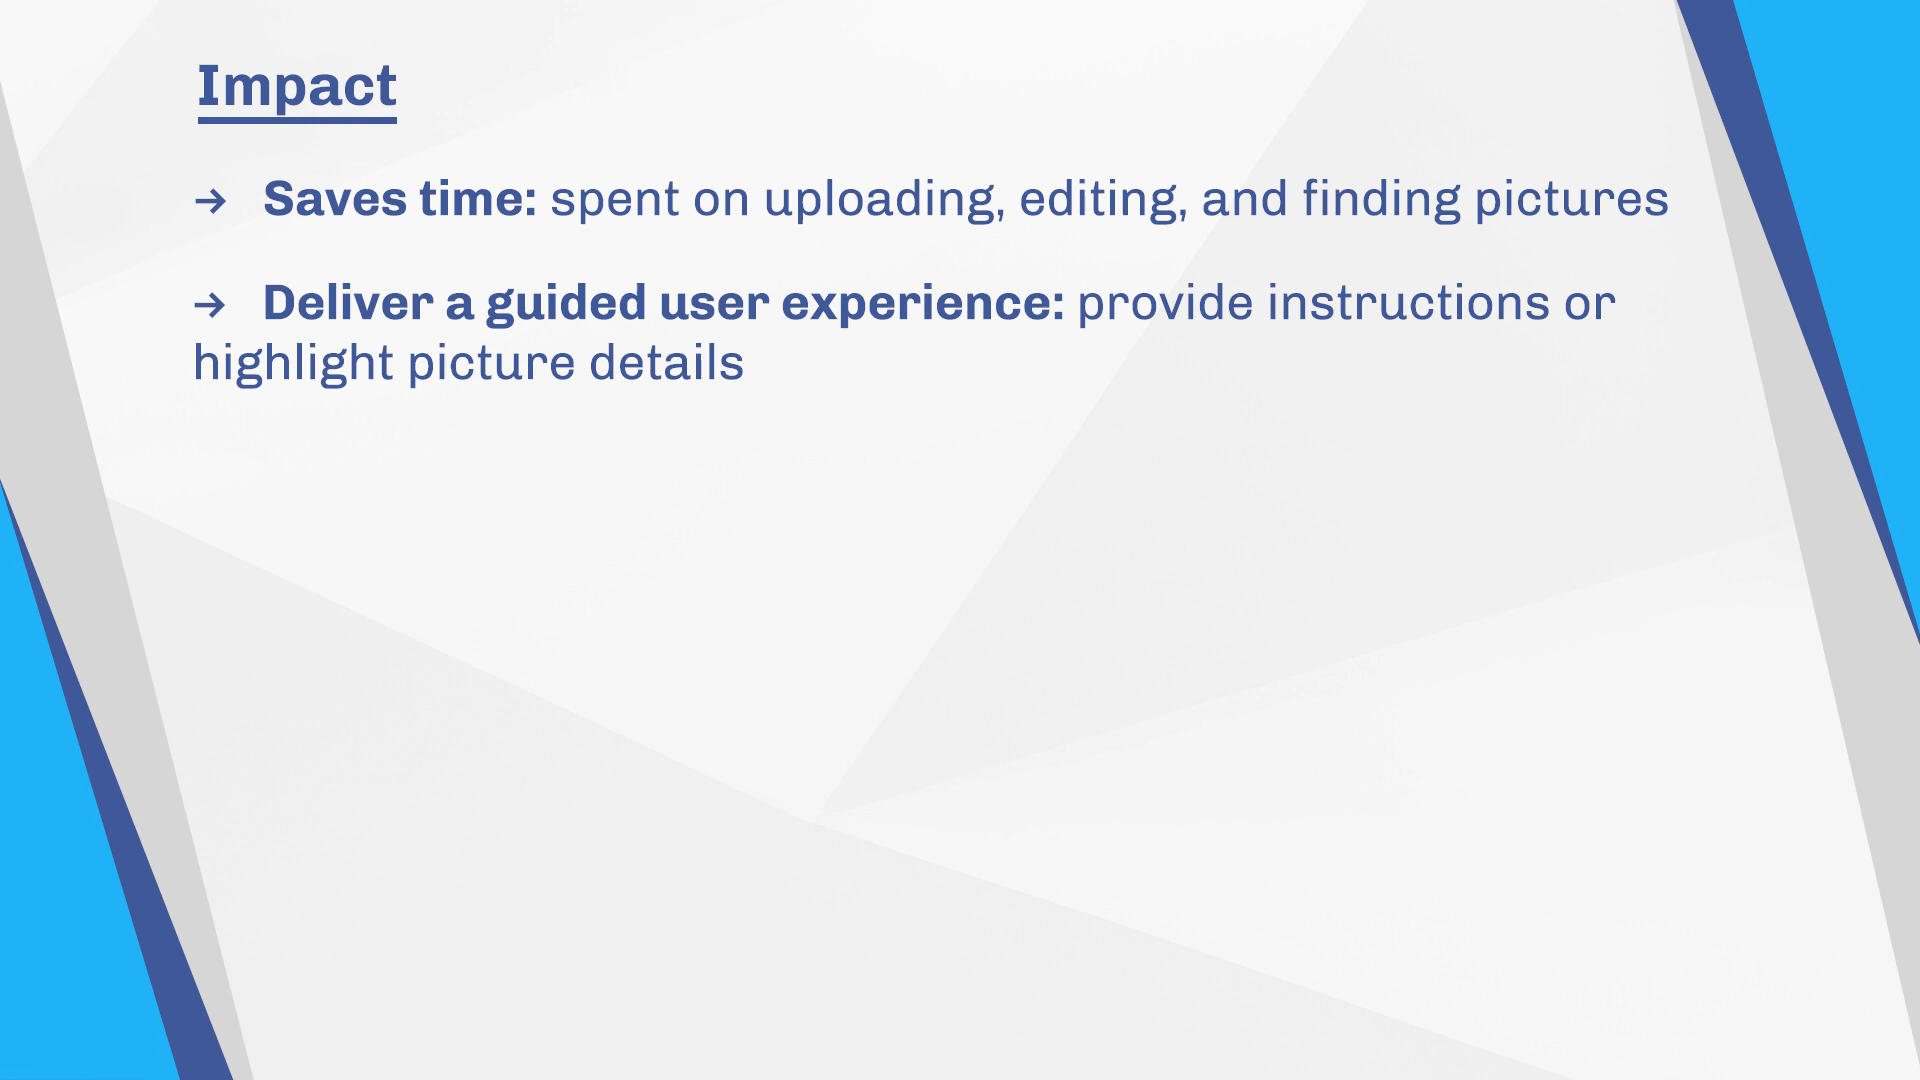 Impact
→ Saves time: spent on uploading, editing, and finding pictures
→ Deliver a guided user experience: provide instructions or
highlight picture details